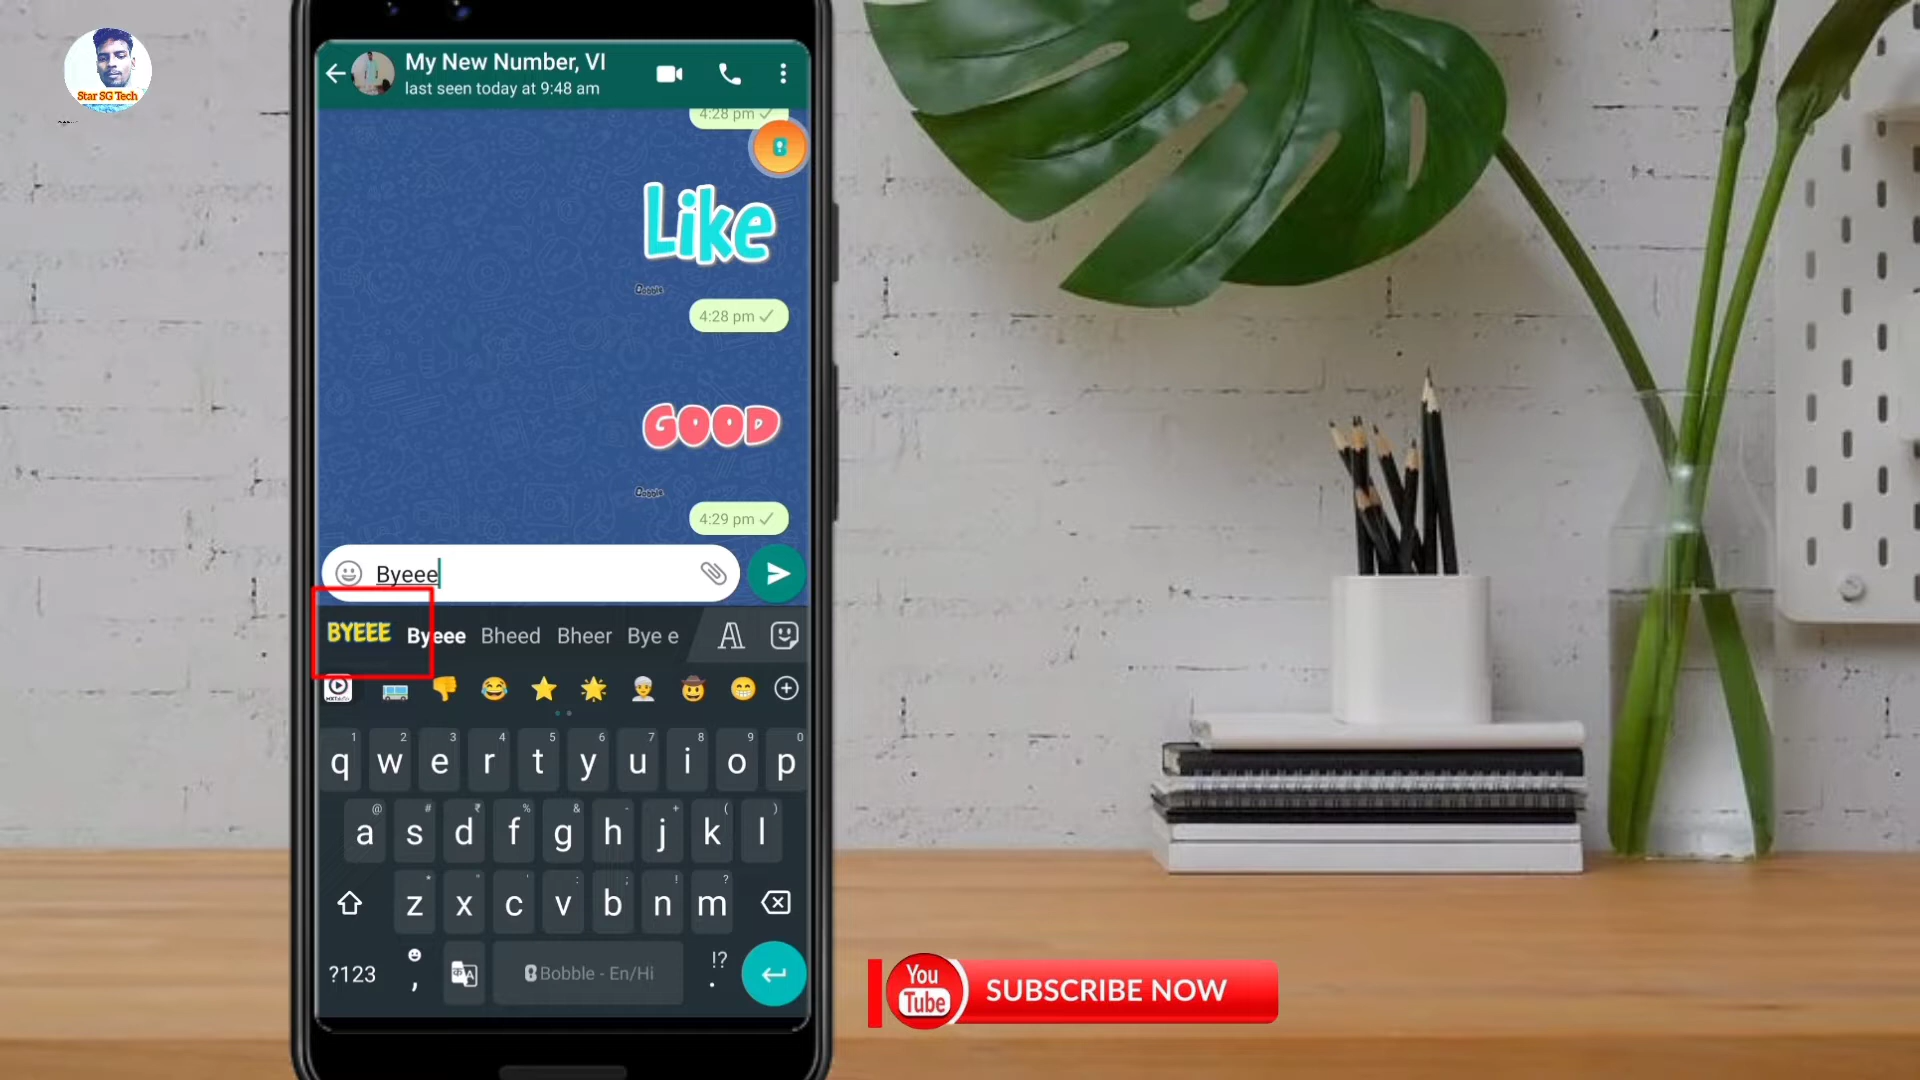 Star SG Tech
My New Number, VI
last seen today at 9:48 am
4:28 pm
Like
Bobble
4:28 pm
GOOD
Bobble
4:29 pm
Byeee
BYEEE Byeee Bheed Bheer Bye e
1 2 3 4 5 6 7 8 9 0
q w e r t y u i o p
@ # ₹ % & - + ( )
a s d f g h j k l
* " ' : ; ! ?
z x c v b n m
?123 , क A Bobble - En/Hi !? .
You
Tube
SUBSCRIBE NOW